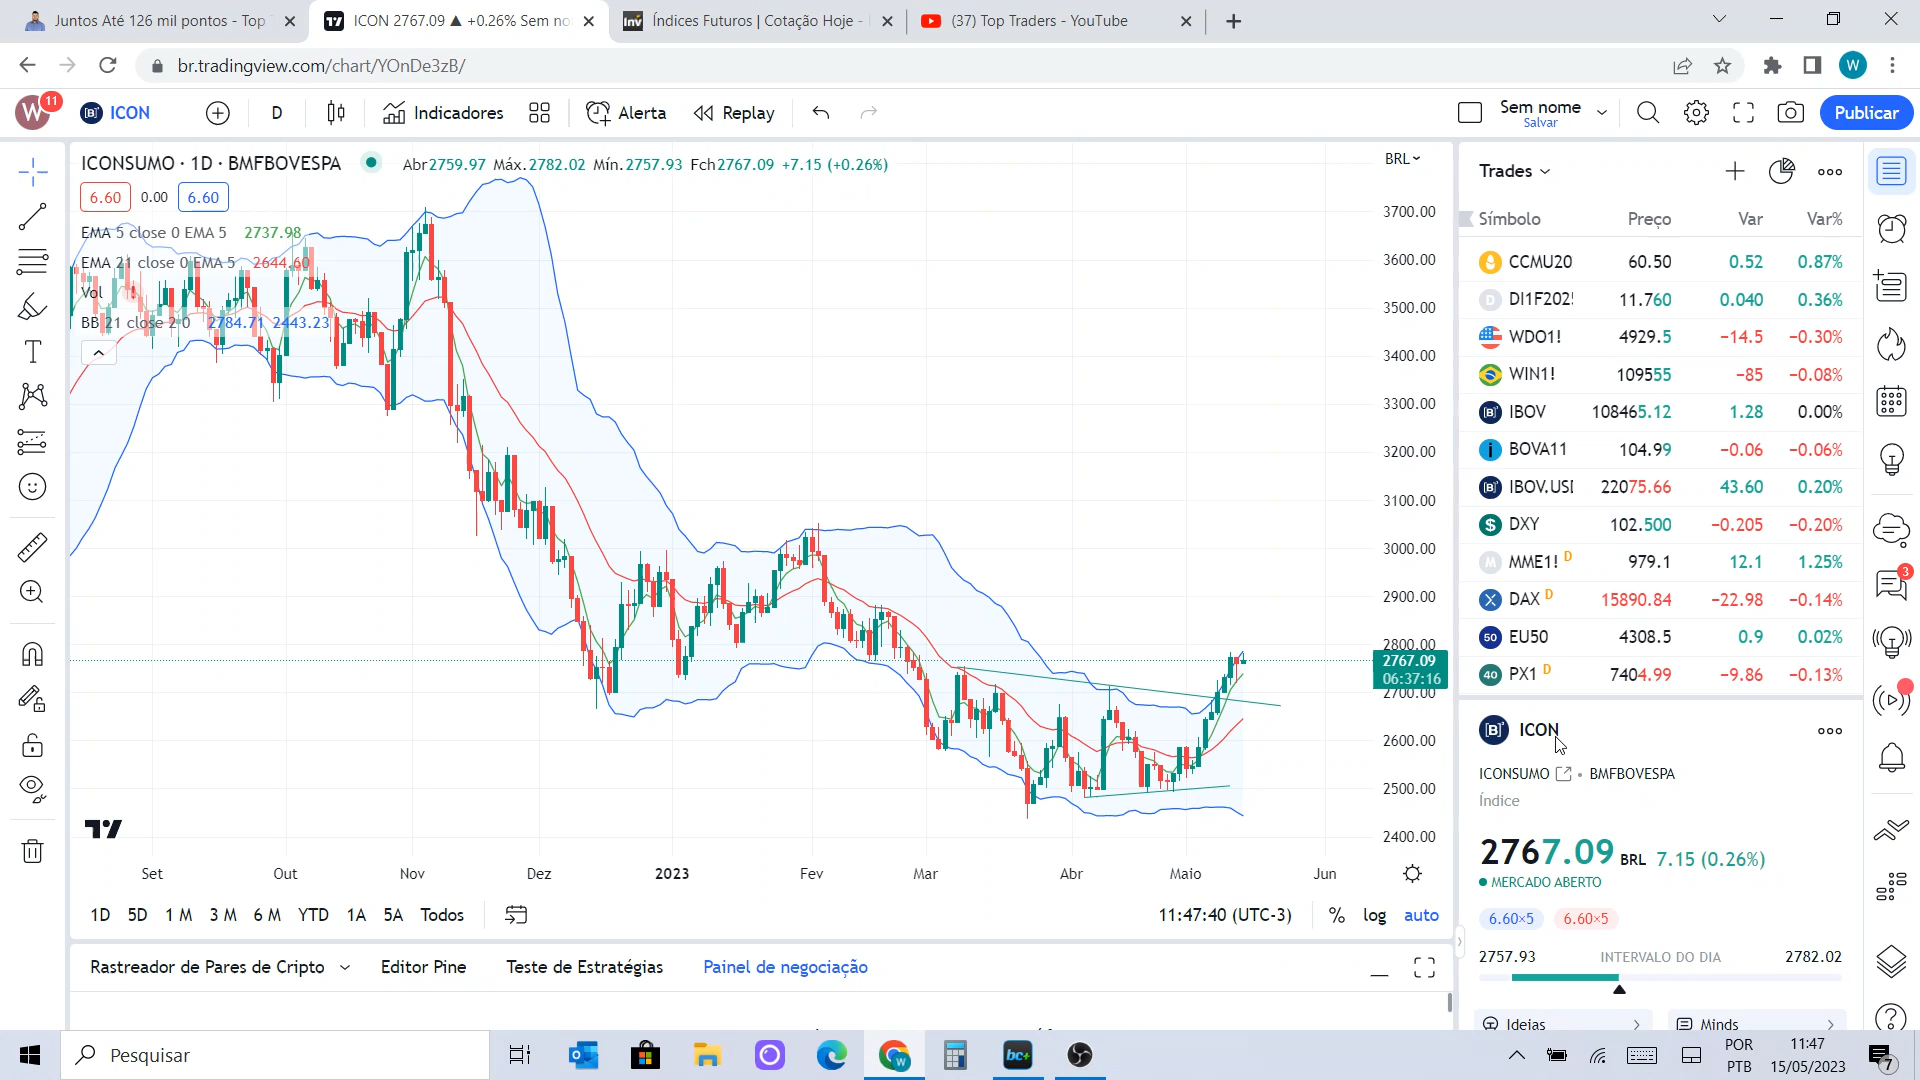 Juntos Até 126 mil pontos - Top
ICON 2767.09 ▲ +0.26% Sem no
Índices Futuros | Cotação Hoje -
(37) Top Traders - YouTube
br.tradingview.com/chart/YOnDe3zB/
W
W
11
ICON
D
Indicadores
Alerta
Replay
Sem nome
Salvar
Publicar
ICONSUMO · 1D · BMFBOVESPA
Abr2759.97 Máx.2782.02 Mín.2757.93 Fch2767.09 +7.15 (+0.26%)
BRL
6.60 0.00 6.60
EMA 5 close 0 EMA 5 2737.98
EMA 21 close 0 EMA 5 2644.60
Vol
BB 21 close 2 0 2784.71 2443.23
3700.00
3600.00
3500.00
3400.00
3300.00
3200.00
3100.00
3000.00
2900.00
2800.00
2767.09
06:37:16
2700.00
2600.00
2500.00
2400.00
Set Out Nov Dez 2023 Fev Mar Abr Maio Jun
1D 5D 1 M 3 M 6 M YTD 1A 5A Todos
11:47:40 (UTC-3) % log auto
Rastreador de Pares de Cripto Editor Pine Teste de Estratégias Painel de negociação
Trades
Símbolo Preço Var Var%
CCMU20 60.50 0.52 0.87%
DI1F202 11.760 0.040 0.36%
WDO1! 4929.5 −14.5 −0.30%
WIN1! 109555 −85 −0.08%
IBOV 108465.12 1.28 0.00%
BOVA11 104.99 −0.06 −0.06%
IBOV.USD 22075.66 43.60 0.20%
DXY 102.500 −0.205 −0.20%
MME1! D 979.1 12.1 1.25%
DAX D 15890.84 −22.98 −0.14%
EU50 4308.5 0.9 0.02%
PX1 D 7404.99 −9.86 −0.13%
ICON
ICONSUMO • BMFBOVESPA
Índice
2767.09 BRL 7.15 (0.26%)
MERCADO ABERTO
6.60×5 6.60×5
2757.93 INTERVALO DO DIA 2782.02
Ideias
Minds
3
Pesquisar
POR
PTB
11:47
15/05/2023
7